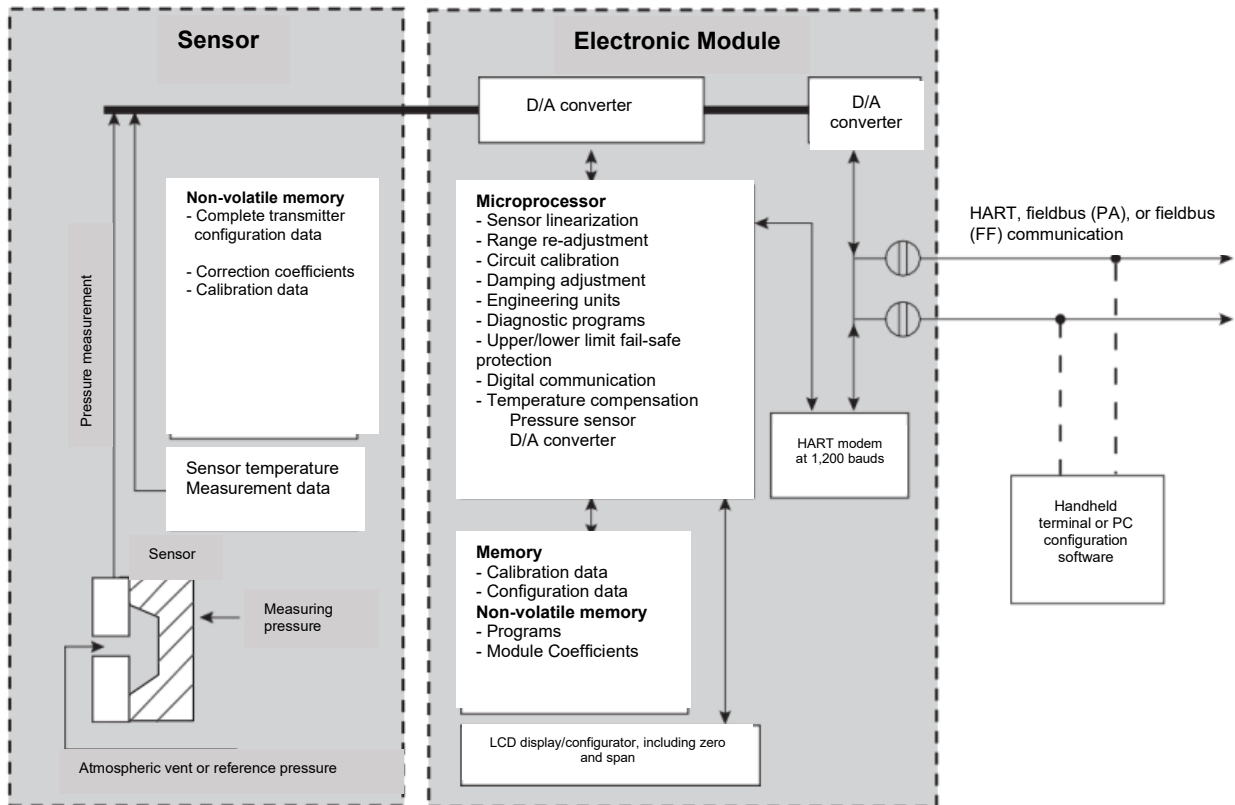 Sensor
Pressure measurement
Non-volatile memory
- Complete transmitter
configuration data
- Correction coefficients
- Calibration data
Sensor temperature
Measurement data
Sensor
Measuring
pressure
Atmospheric vent or reference pressure
Electronic Module
D/A converter
D/A
converter
Microprocessor
- Sensor linearization
- Range re-adjustment
- Circuit calibration
- Damping adjustment
- Engineering units
- Diagnostic programs
- Upper/lower limit fail-safe
protection
- Digital communication
- Temperature compensation
Pressure sensor
D/A converter
HART modem
at 1,200 bauds
Memory
- Calibration data
- Configuration data
Non-volatile memory
- Programs
- Module Coefficients
LCD display/configurator, including zero
and span
HART, fieldbus (PA), or fieldbus
(FF) communication
Handheld
terminal or PC
configuration
software